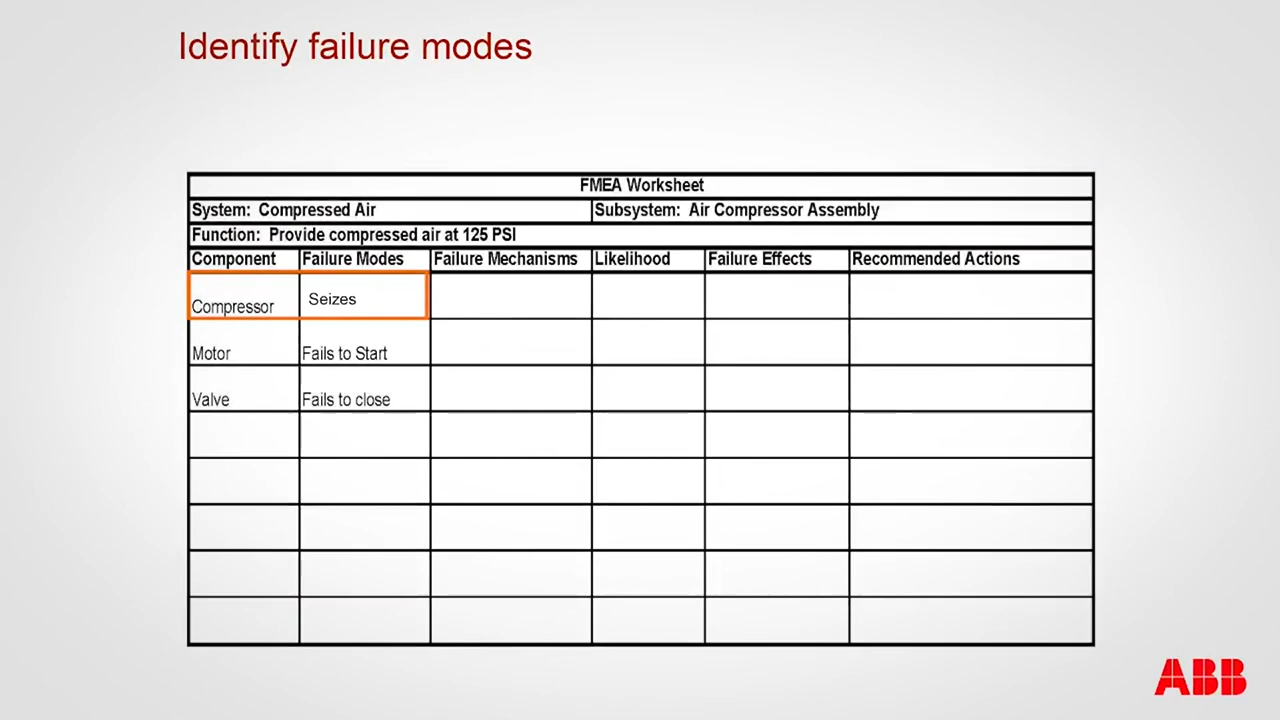 Identify failure modes
FMEA Worksheet
System: Compressed Air Subsystem: Air Compressor Assembly
Function: Provide compressed air at 125 PSI
Component Failure Modes Failure Mechanisms Likelihood Failure Effects Recommended Actions
Compressor Seizes
Motor Fails to Start
Valve Fails to close
ABB